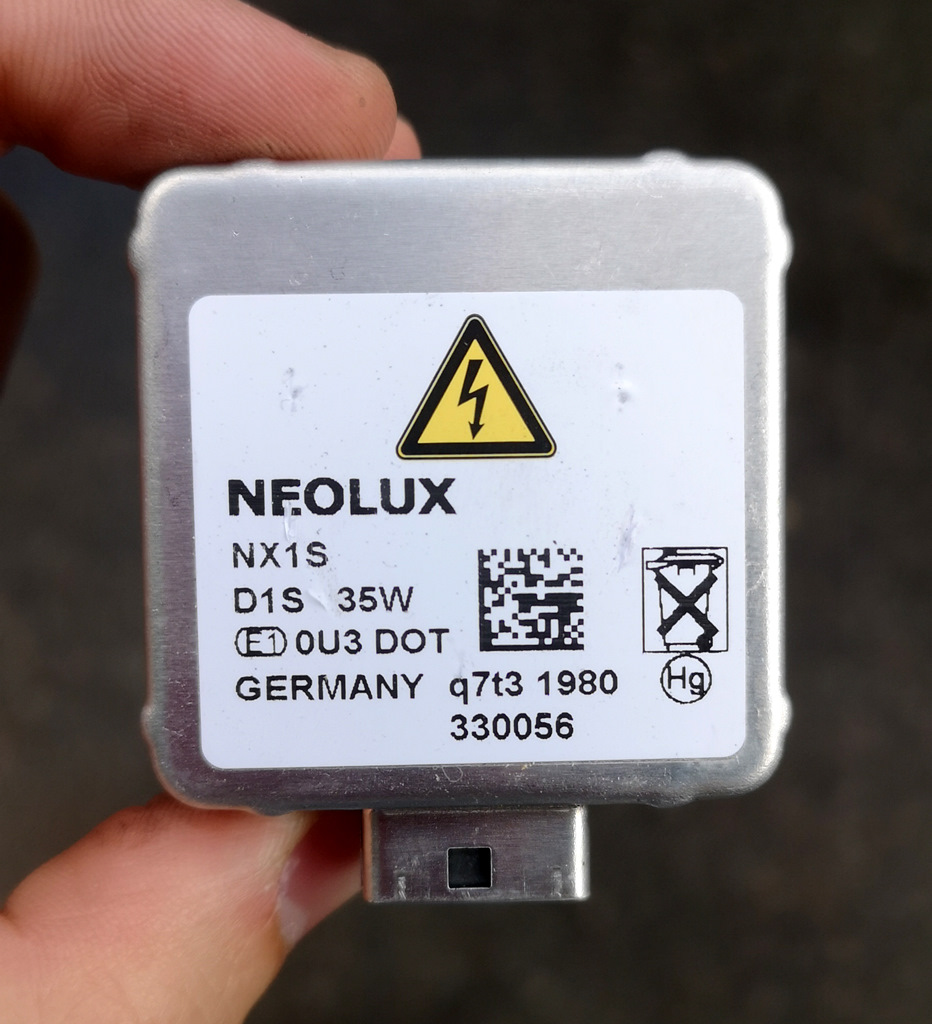 NEOLUX
NX1S
D1S 35W
E1 0U3 DOT
GERMANY q7t3 1980
330056
Hg